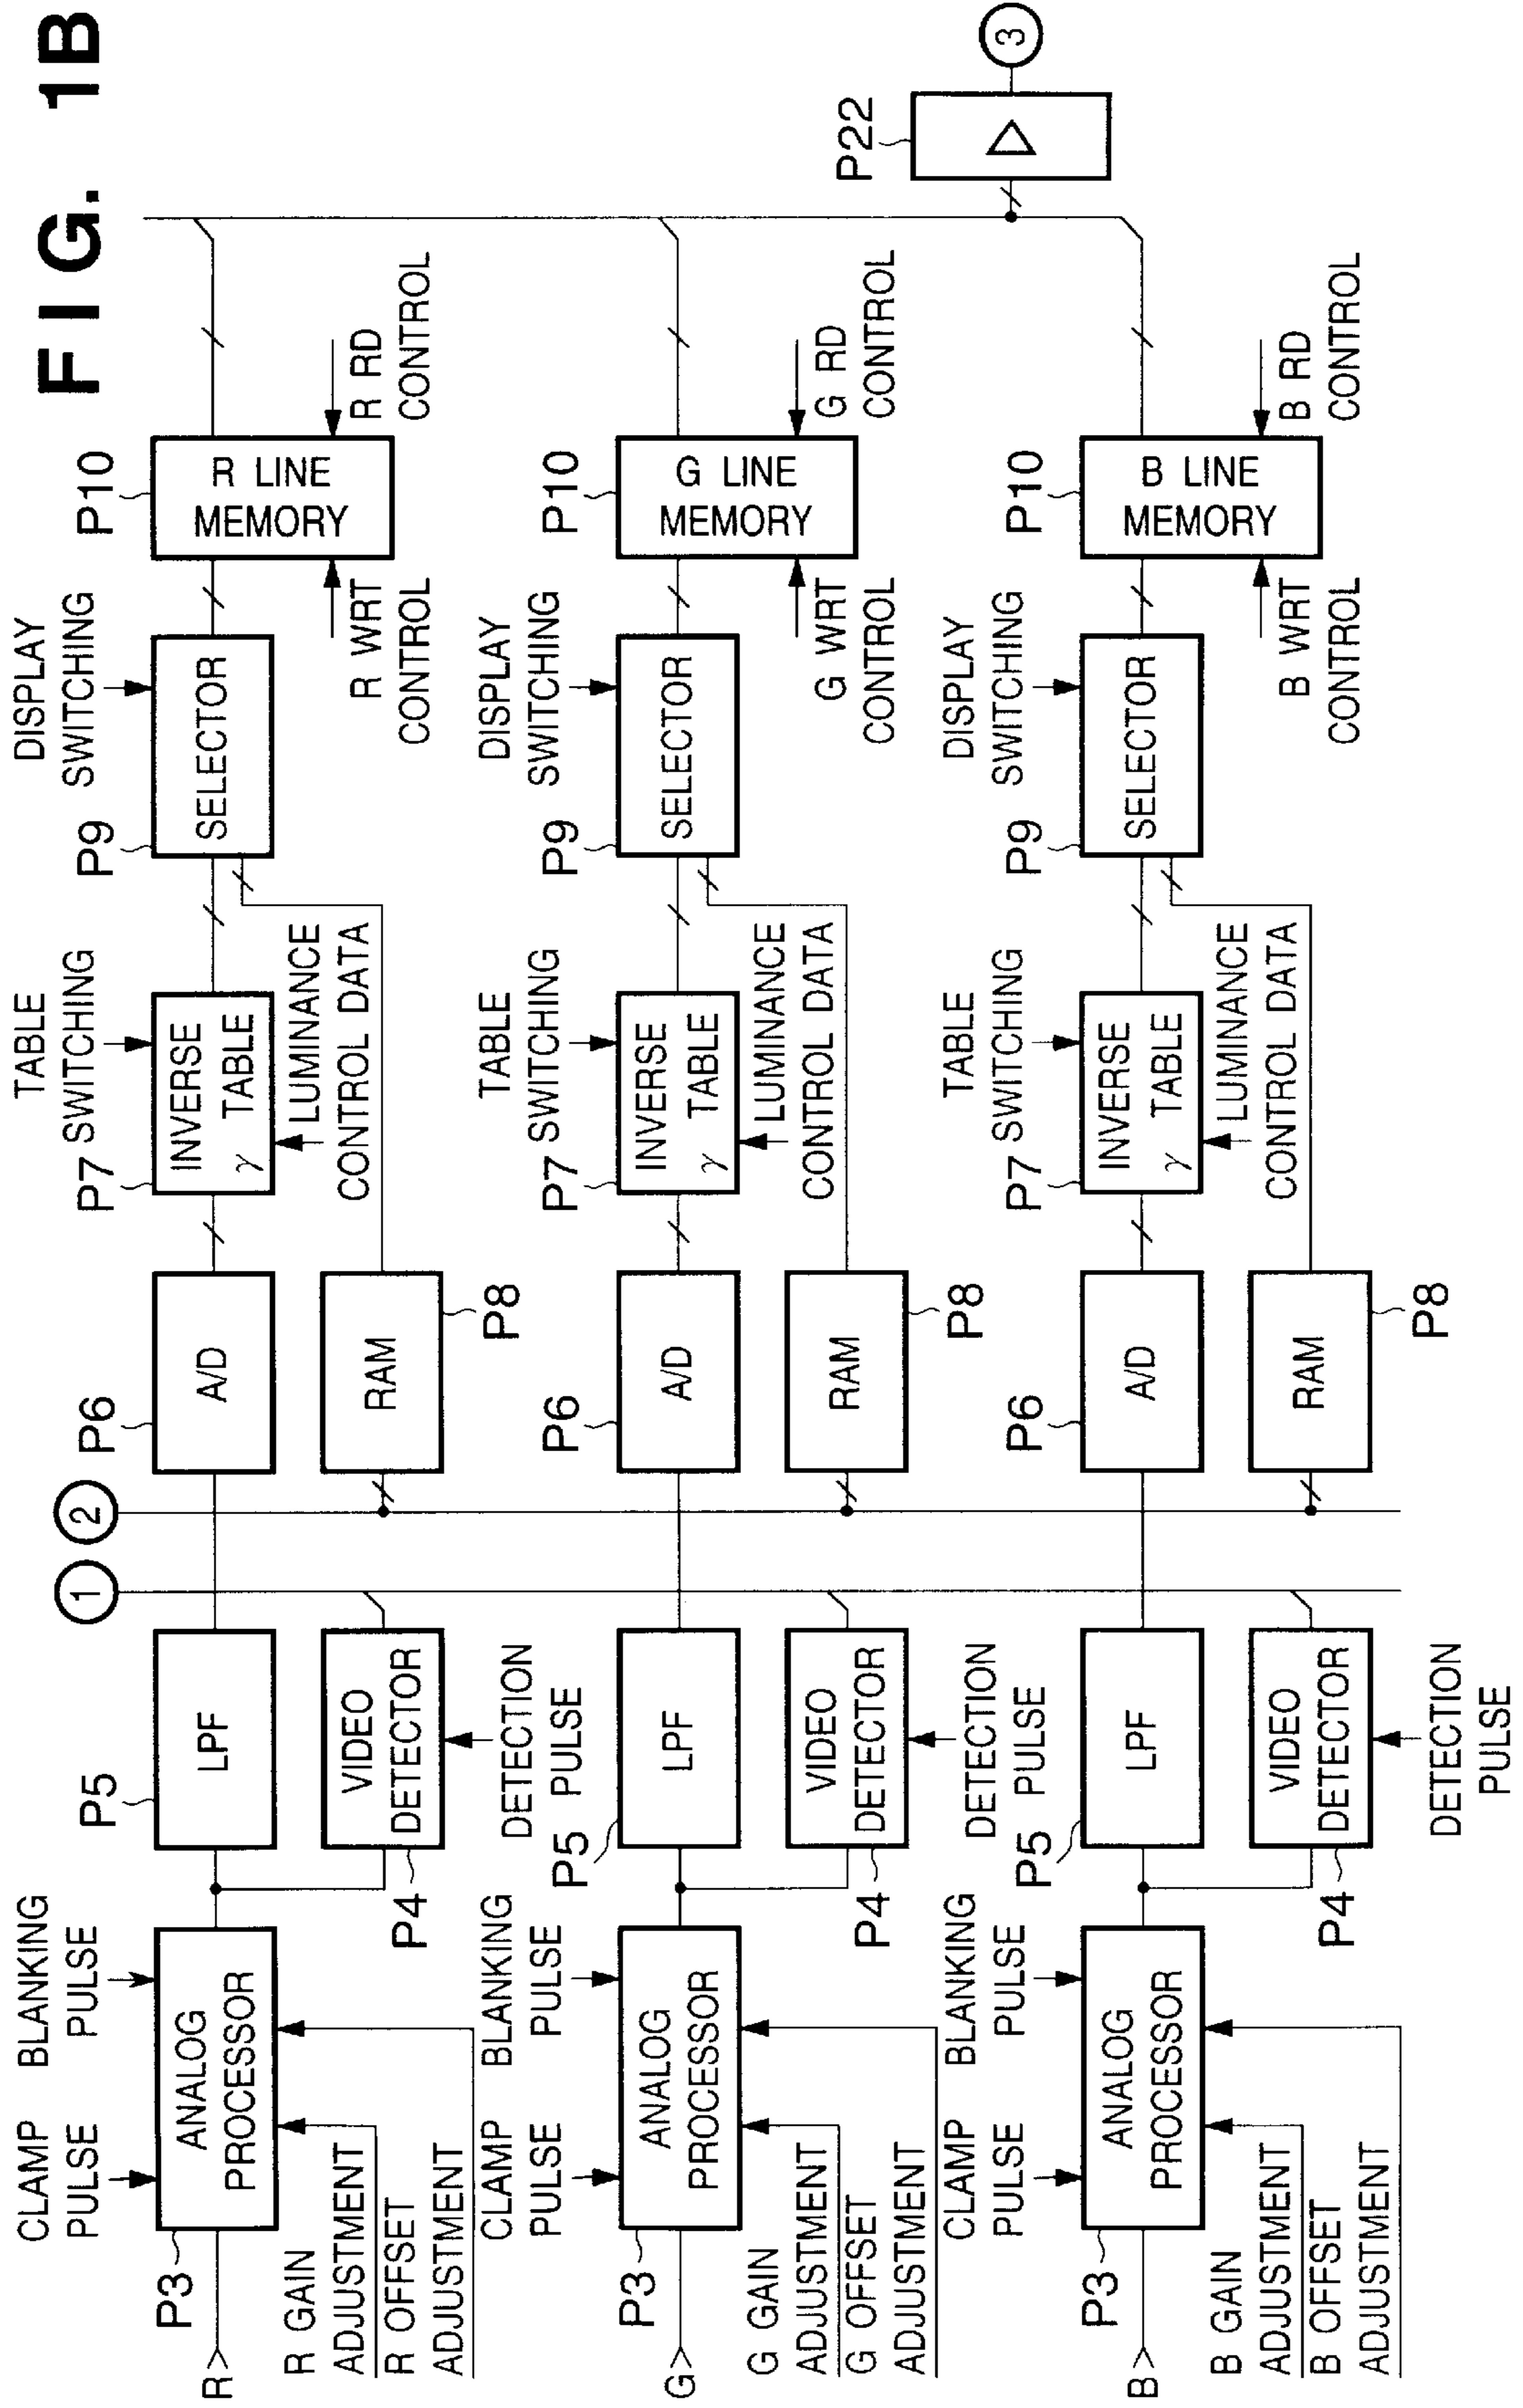 FIG. 1B
CLAMP
PULSE
BLANKING
PULSE
P3
ANALOG
PROCESSOR
R
R GAIN
ADJUSTMENT
R OFFSET
ADJUSTMENT
P5
LPF
P4
VIDEO
DETECTOR
DETECTION
PULSE
1
2
P6
A/D
RAM
P8
TABLE
SWITCHING
P7
INVERSE
γ TABLE
LUMINANCE
CONTROL DATA
DISPLAY
SWITCHING
P9
SELECTOR
P10
R LINE
MEMORY
R WRT
CONTROL
R RD
CONTROL
CLAMP
PULSE
BLANKING
PULSE
P3
ANALOG
PROCESSOR
G
G GAIN
ADJUSTMENT
G OFFSET
ADJUSTMENT
P5
LPF
P4
VIDEO
DETECTOR
DETECTION
PULSE
P6
A/D
RAM
P8
TABLE
SWITCHING
P7
INVERSE
γ TABLE
LUMINANCE
CONTROL DATA
DISPLAY
SWITCHING
P9
SELECTOR
P10
G LINE
MEMORY
G WRT
CONTROL
G RD
CONTROL
P22
3
CLAMP
PULSE
BLANKING
PULSE
P3
ANALOG
PROCESSOR
B
B GAIN
ADJUSTMENT
B OFFSET
ADJUSTMENT
P5
LPF
P4
VIDEO
DETECTOR
DETECTION
PULSE
P6
A/D
RAM
P8
TABLE
SWITCHING
P7
INVERSE
γ TABLE
LUMINANCE
CONTROL DATA
DISPLAY
SWITCHING
P9
SELECTOR
P10
B LINE
MEMORY
B WRT
CONTROL
B RD
CONTROL